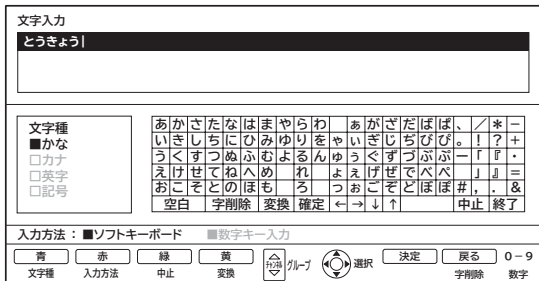 文字入力
とうきょう
文字種
■かな
□カナ
□英字
□記号
あかさたなはまやらわ ぁがざだばぱ、／＊−
いきしちにひみゆりをゃぃぎじぢびぴ。！？＋
うくすつぬふむよるんゅぅぐずづぶぷー「『・
えけせてねへめ れ ょぇげぜでべぺ 」』＝
おこそとのほも ろ っぉごぞどぼぽ＃，．＆
空白 字削除 変換 確定 ← → ↓ ↑ 中止 終了
入力方法：■ソフトキーボード ■数字キー入力
青 赤 緑 黄 チャンネル グループ 選択 決定 戻る 0−9
文字種 入力方法 中止 変換 字削除 数字